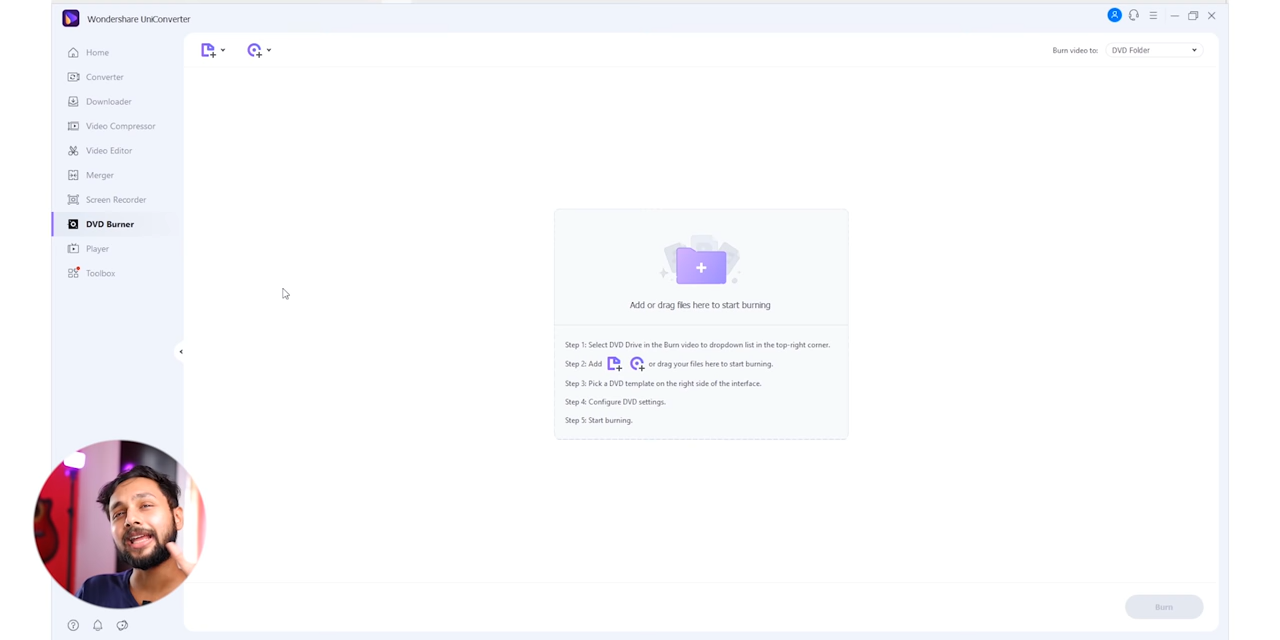 Wondershare UniConverter
Home
Converter
Downloader
Video Compressor
Video Editor
Merger
Screen Recorder
DVD Burner
Player
Toolbox
Burn video to: DVD Folder
Add or drag files here to start burning
Step 1: Select DVD Drive in the Burn video to dropdown list in the top-right corner.
Step 2: Add or drag your files here to start burning.
Step 3: Pick a DVD template on the right side of the interface.
Step 4: Configure DVD settings.
Step 5: Start burning.
Burn